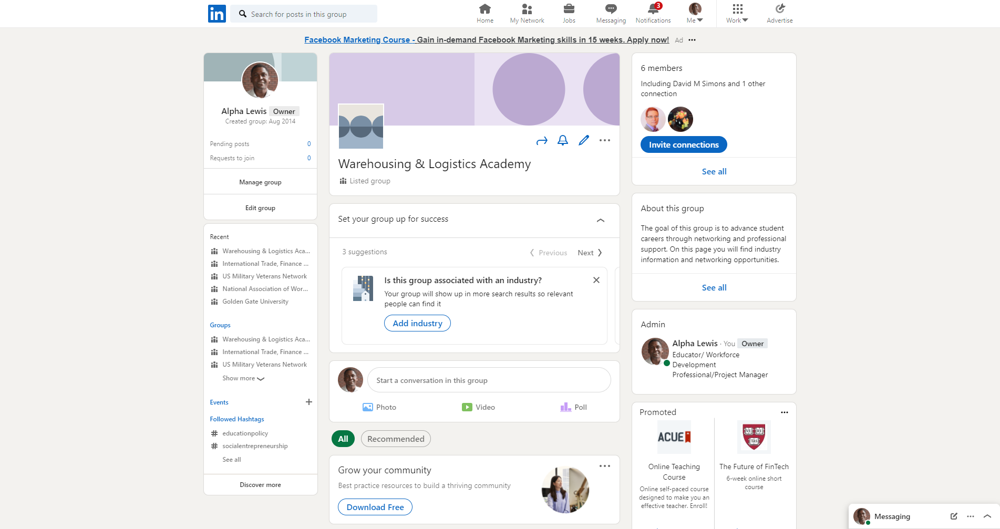 in
Search for posts in this group
Home
My Network
Jobs
Messaging
3
Notifications
Me
Work
Advertise
Facebook Marketing Course - Gain in-demand Facebook Marketing skills in 15 weeks. Apply now! Ad
Alpha Lewis Owner
Created group: Aug 2014
Pending posts 0
Requests to join 0
Manage group
Edit group
Recent
Warehousing & Logistics Aca...
International Trade, Finance ...
US Military Veterans Network
National Association of Wor...
Golden Gate University
Groups
Warehousing & Logistics Aca...
International Trade, Finance ...
US Military Veterans Network
Show more
Events +
Followed Hashtags
# educationpolicy
# socialentrepreneurship
See all
Discover more
Warehousing & Logistics Academy
Listed group
Set your group up for success
3 suggestions
Previous Next
Is this group associated with an industry?
Your group will show up in more search results so relevant
people can find it
Add industry
Start a conversation in this group
Photo
Video
Poll
All
Recommended
Grow your community
Best practice resources to build a thriving community
Download Free
6 members
Including David M Simons and 1 other
connection
Invite connections
See all
About this group
The goal of this group is to advance student
careers through networking and professional
support. On this page you will find industry
information and networking opportunities.
See all
Admin
Alpha Lewis · You Owner
Educator/ Workforce
Development
Professional/Project Manager
Promoted
ACUE
Online Teaching
Course
Online self-paced course
designed to make you an
effective teacher. Enroll!
VE RI
TAS
The Future of FinTech
6-week online short
course
Messaging